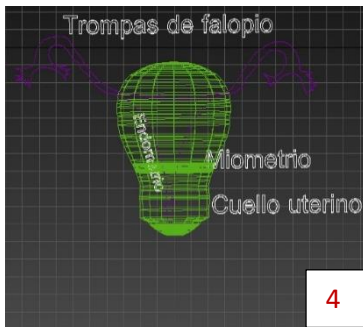 Trompas de falopio
Endometrio
Miometrio
Cuello uterino
4